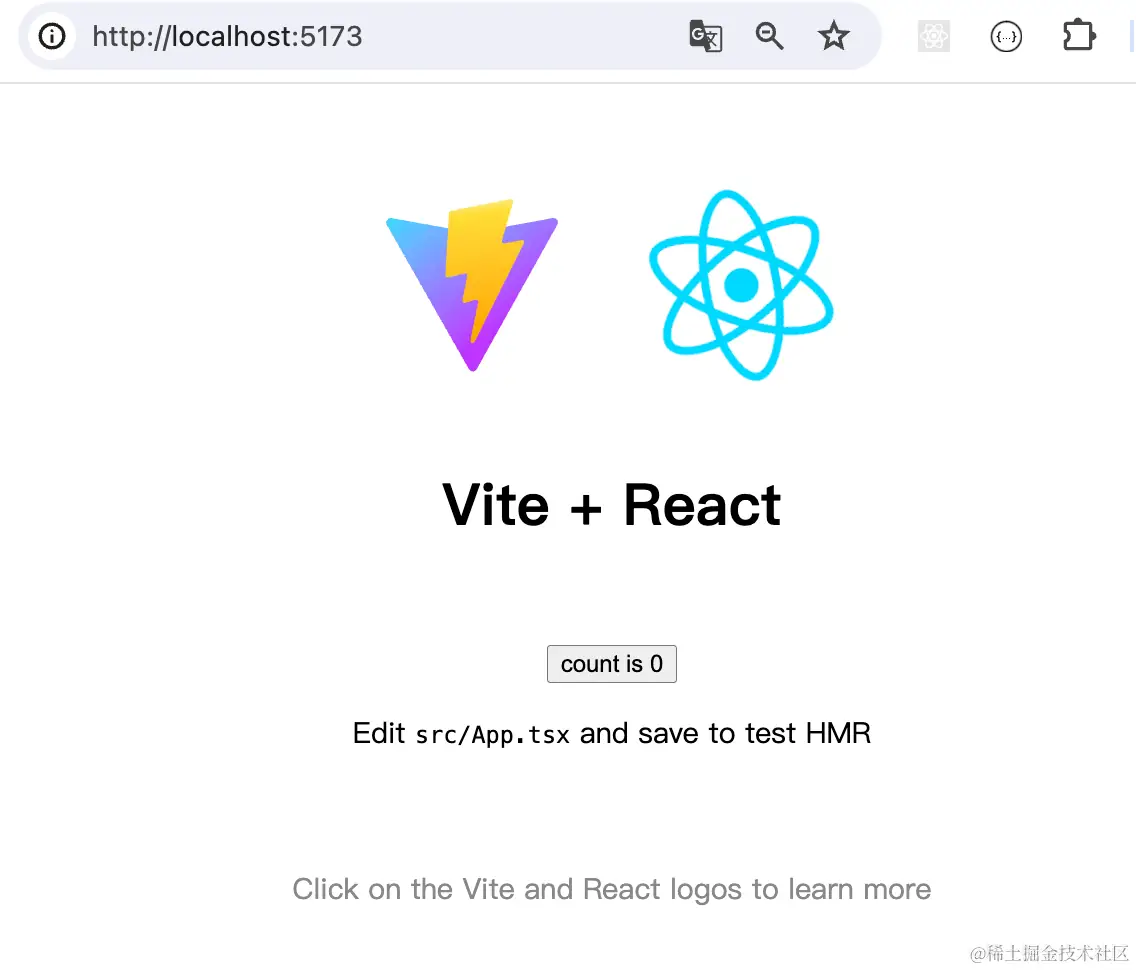 http://localhost:5173
Vite + React
count is 0
Edit src/App.tsx and save to test HMR
Click on the Vite and React logos to learn more
@稀土掘金技术社区